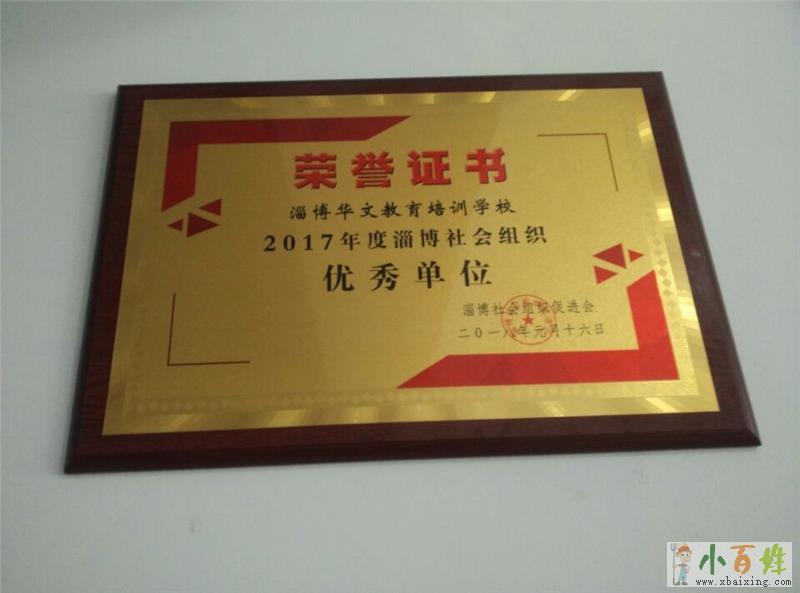 荣誉证书
淄博华文教育培训学校
2017年度淄博社会组织
优秀单位
淄博社会组织促进会
二0一八年元月十六日
小百姓
www.xbaixing.com